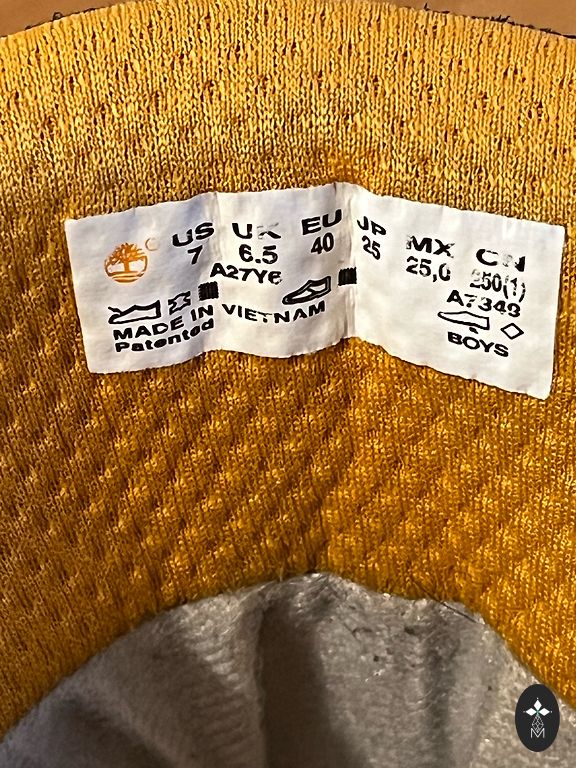 US UK EU JP MX CN
7 6.5 40 25 25,0 250(1)
A27Y6 A7343
MADE IN VIETNAM
Patented
BOYS